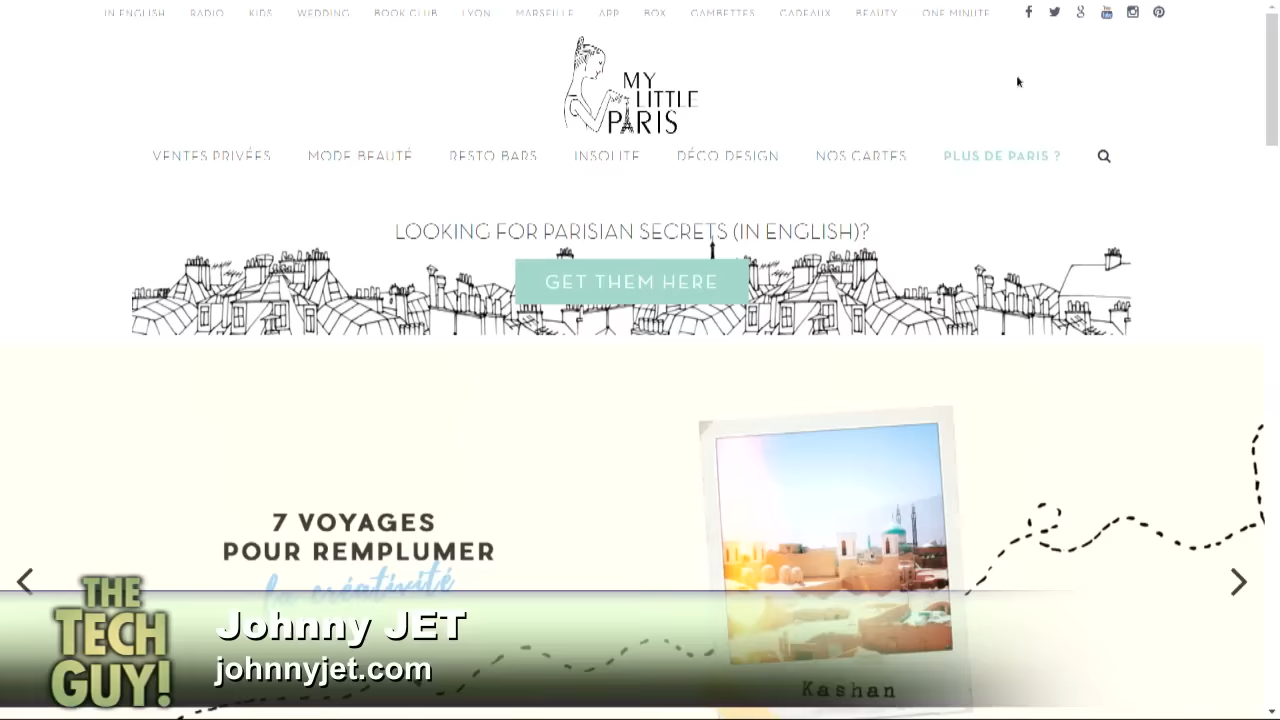 IN ENGLISH RADIO KIDS WEDDING BOOK CLUB LYON MARSEILLE APP BOX GAMBETTES CADEAUX BEAUTY ONE MINUTE
MY
LITTLE
PARIS
VENTES PRIVÉES MODE BEAUTÉ RESTO BARS INSOLITE DÉCO DESIGN NOS CARTES PLUS DE PARIS ?
LOOKING FOR PARISIAN SECRETS (IN ENGLISH)?
GET THEM HERE
7 VOYAGES
POUR REMPLUMER
la créativité
Kashan
THE
TECH
GUY!
Johnny JET
johnnyjet.com